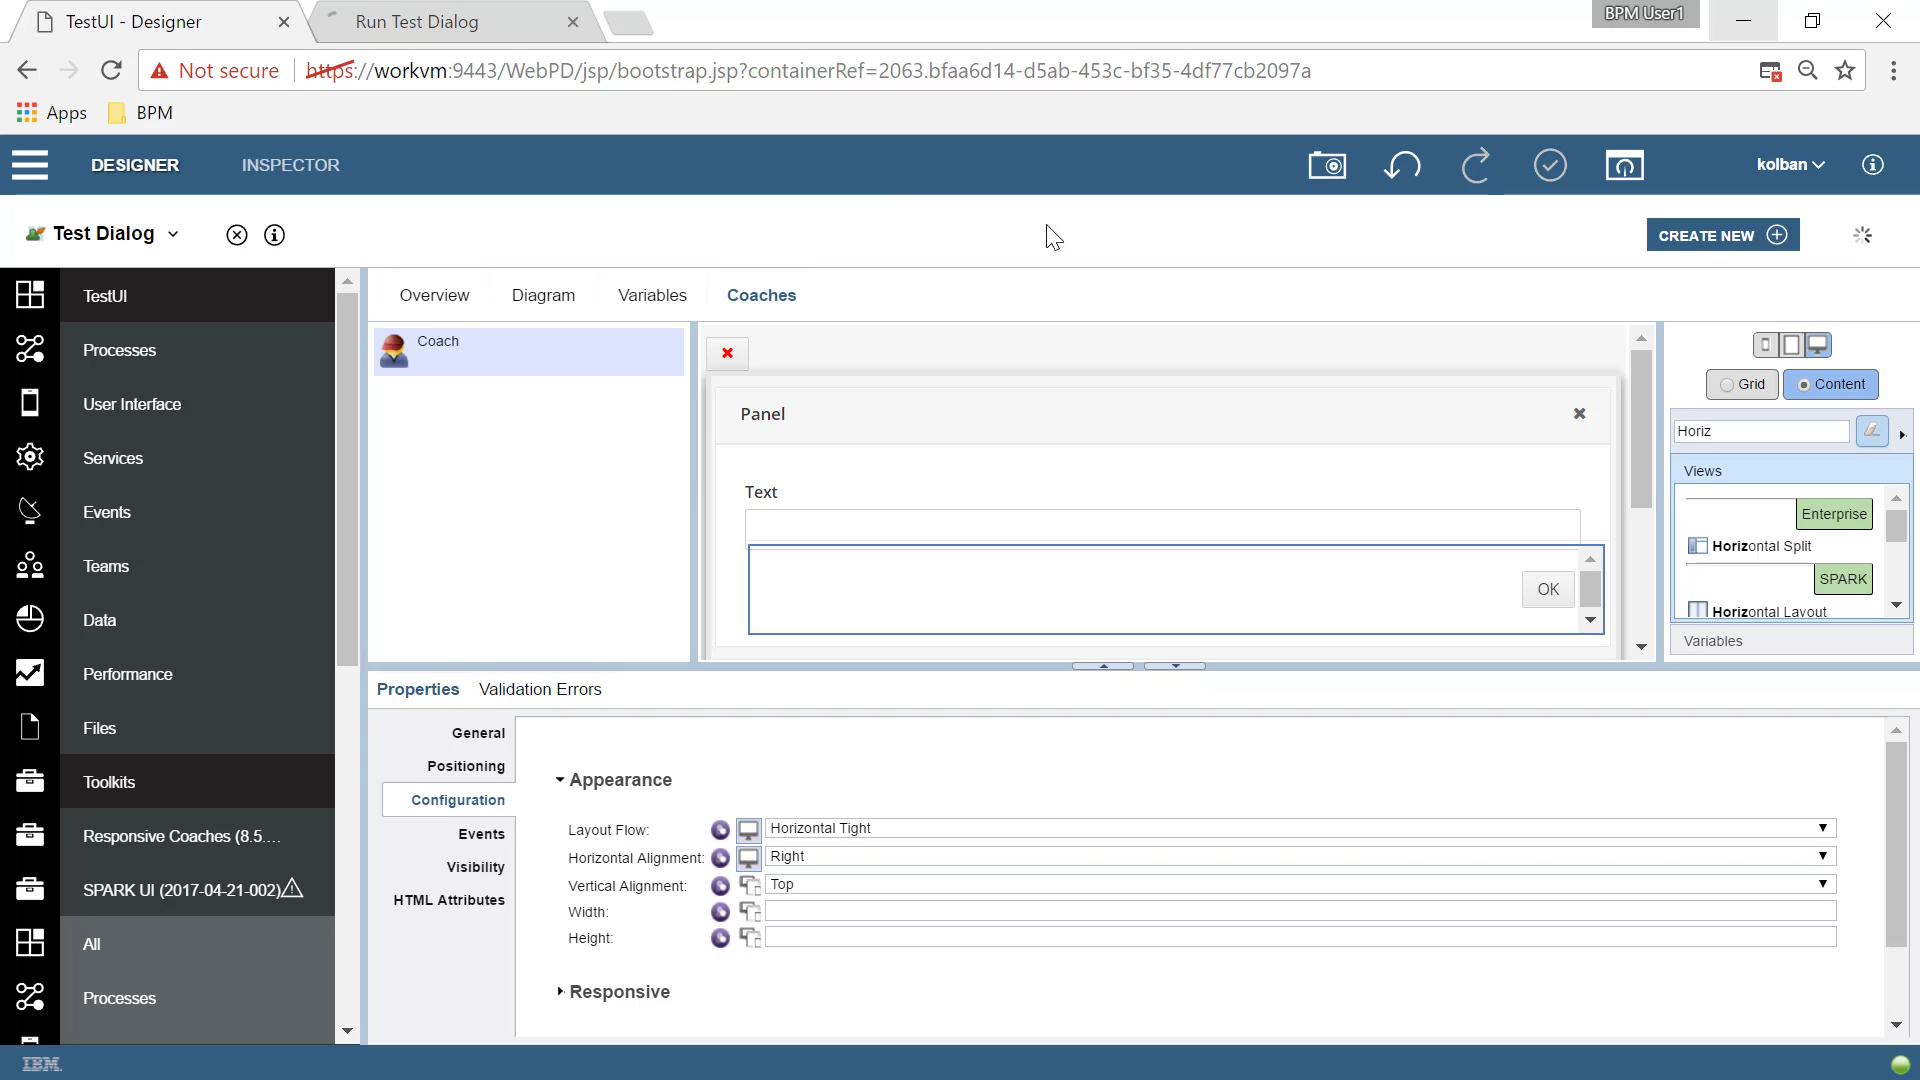 TestUI - Designer
Run Test Dialog
BPM User1
Not secure
https://workvm:9443/WebPD/jsp/bootstrap.jsp?containerRef=2063.bfaa6d14-d5ab-453c-bf35-4df77cb2097a
Apps
BPM
DESIGNER
INSPECTOR
kolban
Test Dialog
CREATE NEW
TestUI
Processes
User Interface
Services
Events
Teams
Data
Performance
Files
Toolkits
Responsive Coaches (8.5....
SPARK UI (2017-04-21-002)
All
Processes
Overview
Diagram
Variables
Coaches
Coach
Panel
Text
OK
Grid
Content
Horiz
Views
Enterprise
Horizontal Split
SPARK
Horizontal Layout
Variables
Properties
Validation Errors
General
Positioning
Configuration
Events
Visibility
HTML Attributes
Appearance
Layout Flow:
Horizontal Tight
Horizontal Alignment:
Right
Vertical Alignment:
Top
Width:
Height:
Responsive
IBM.